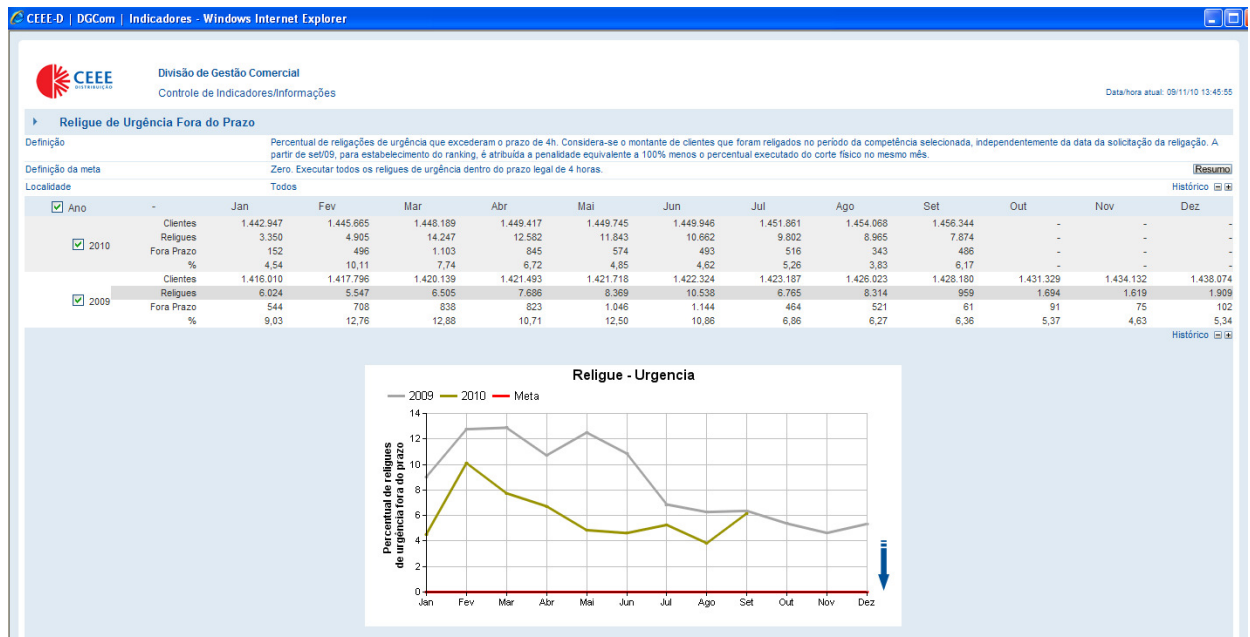 CEEE-D | DGCom | Indicadores - Windows Internet Explorer
CEEE
DISTRIBUIÇÃO
Divisão de Gestão Comercial
Controle de Indicadores/Informações
Data/hora atual: 09/11/10 13:45:55
Religue de Urgência Fora do Prazo
Definição Percentual de religações de urgência que excederam o prazo de 4h. Considera-se o montante de clientes que foram religados no período da competência selecionada, independentemente da data da solicitação da religação. A
partir de set/09, para estabelecimento do ranking, é atribuída a penalidade equivalente a 100% menos o percentual executado do corte físico no mesmo mês.
Definição da meta Zero. Executar todos os religues de urgência dentro do prazo legal de 4 horas. Resumo
Localidade Todos Histórico
Ano - Jan Fev Mar Abr Mai Jun Jul Ago Set Out Nov Dez
Clientes 1.442.947 1.445.665 1.448.189 1.449.417 1.449.745 1.449.946 1.451.861 1.454.068 1.456.344 - - -
2010
Religues 3.350 4.905 14.247 12.582 11.843 10.662 9.802 8.965 7.874 - - -
Fora Prazo 152 496 1.103 845 574 493 516 343 486 - - -
% 4,54 10,11 7,74 6,72 4,85 4,62 5,26 3,83 6,17 - - -
Clientes 1.416.010 1.417.796 1.420.139 1.421.493 1.421.718 1.422.324 1.423.187 1.426.023 1.428.180 1.431.329 1.434.132 1.438.074
2009
Religues 6.024 5.547 6.505 7.686 8.369 10.538 6.765 8.314 959 1.694 1.619 1.909
Fora Prazo 544 708 838 823 1.046 1.144 464 521 61 91 75 102
% 9,03 12,76 12,88 10,71 12,50 10,86 6,86 6,27 6,36 5,37 4,63 5,34
Histórico
Religue - Urgencia
2009 2010 Meta
Percentual de religues
de urgência fora do prazo
14
12
10
8
6
4
2
0
Jan Fev Mar Abr Mai Jun Jul Ago Set Out Nov Dez